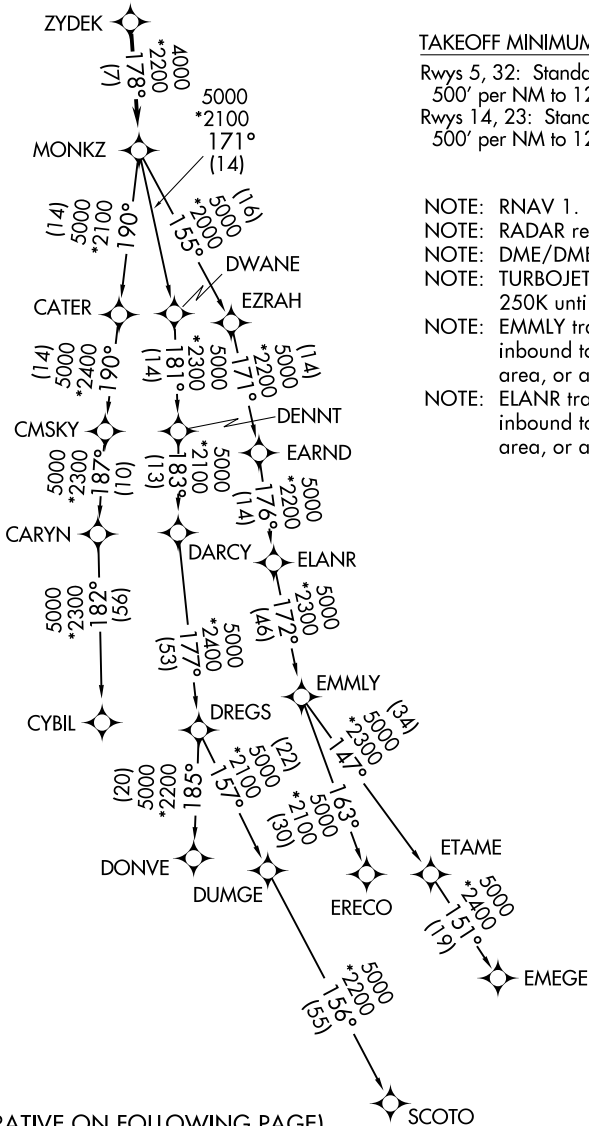 ZYDEK
4000
*2200
178°
(7)
MONKZ
5000
*2100
171°
(14)
(14)
5000
*2100
190°
(16)
5000
*2000
155°
DWANE
CATER
EZRAH
(14)
5000
*2400
190°
5000
*2300
181°
(14)
(14)
5000
*2200
171°
CMSKY
DENNT
EARND
5000
*2300
187°
(10)
5000
*2100
183°
(13)
5000
*2200
176°
(14)
CARYN
DARCY
ELANR
5000
*2300
182°
(56)
5000
*2400
177°
(53)
5000
*2300
172°
(46)
CYBIL
DREGS
EMMLY
(20)
5000
*2200
185°
(22)
5000
*2100
157°
5000
*2100
163°
(30)
(34)
5000
*2300
147°
DONVE
DUMGE
ERECO
ETAME
5000
*2400
151°
(19)
EMEGE
5000
*2200
156°
(55)
SCOTO
TAKEOFF MINIMUM
Rwys 5, 32: Standa
500' per NM to 12
Rwys 14, 23: Stand
500' per NM to 12
NOTE: RNAV 1.
NOTE: RADAR re
NOTE: DME/DME
NOTE: TURBOJET
250K unti
NOTE: EMMLY tra
inbound to
area, or a
NOTE: ELANR tra
inbound to
area, or a
RATIVE ON FOLLOWING PAGE)